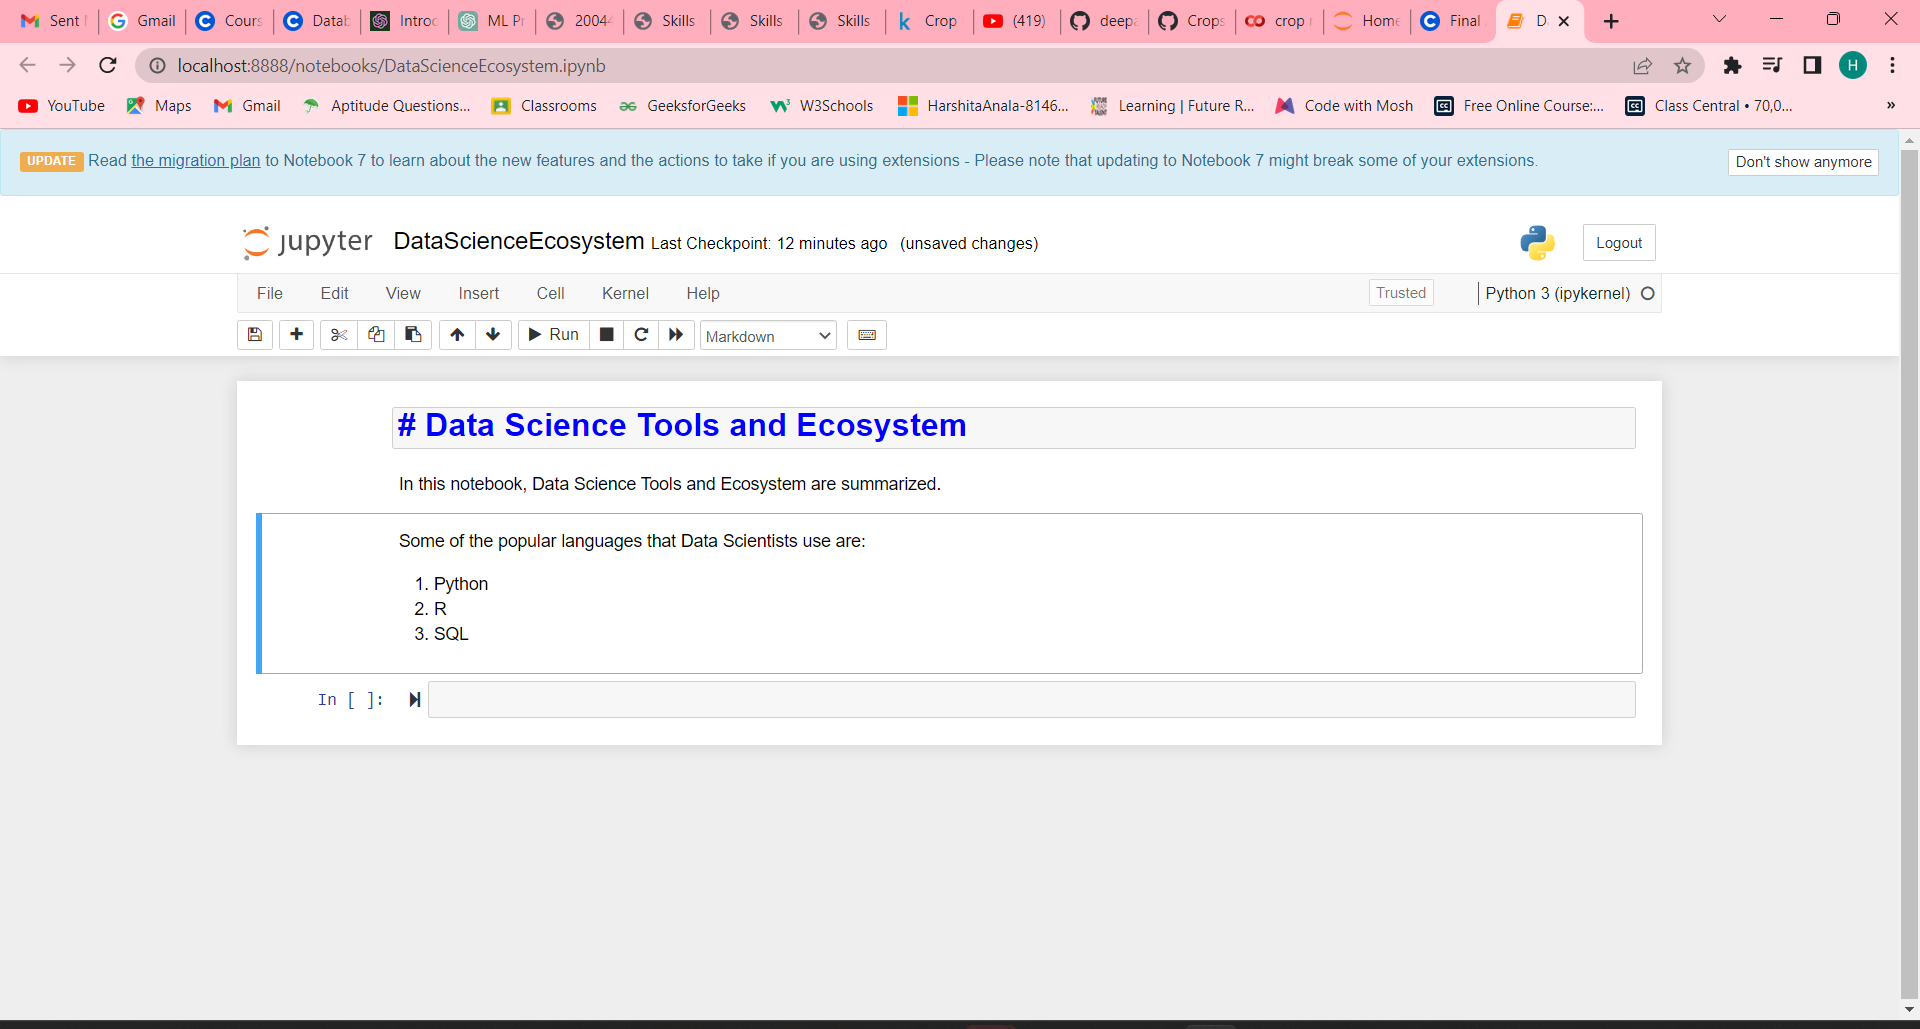 Sent Gmail Cours Datab Introd ML Pr 20044 Skills Skills Skills Crop (419) deepa Crops crop Home Final D
localhost:8888/notebooks/DataScienceEcosystem.ipynb H
YouTube Maps Gmail Aptitude Questions... Classrooms GeeksforGeeks W3Schools HarshitaAnala-8146... Learning | Future R... Code with Mosh Free Online Course:... Class Central • 70,0... »
UPDATE Read the migration plan to Notebook 7 to learn about the new features and the actions to take if you are using extensions - Please note that updating to Notebook 7 might break some of your extensions. Don't show anymore
jupyter DataScienceEcosystem Last Checkpoint: 12 minutes ago (unsaved changes) Logout
File Edit View Insert Cell Kernel Help Trusted Python 3 (ipykernel)
Run Markdown
# Data Science Tools and Ecosystem
In this notebook, Data Science Tools and Ecosystem are summarized.
Some of the popular languages that Data Scientists use are:
1. Python
2. R
3. SQL
In [ ]: